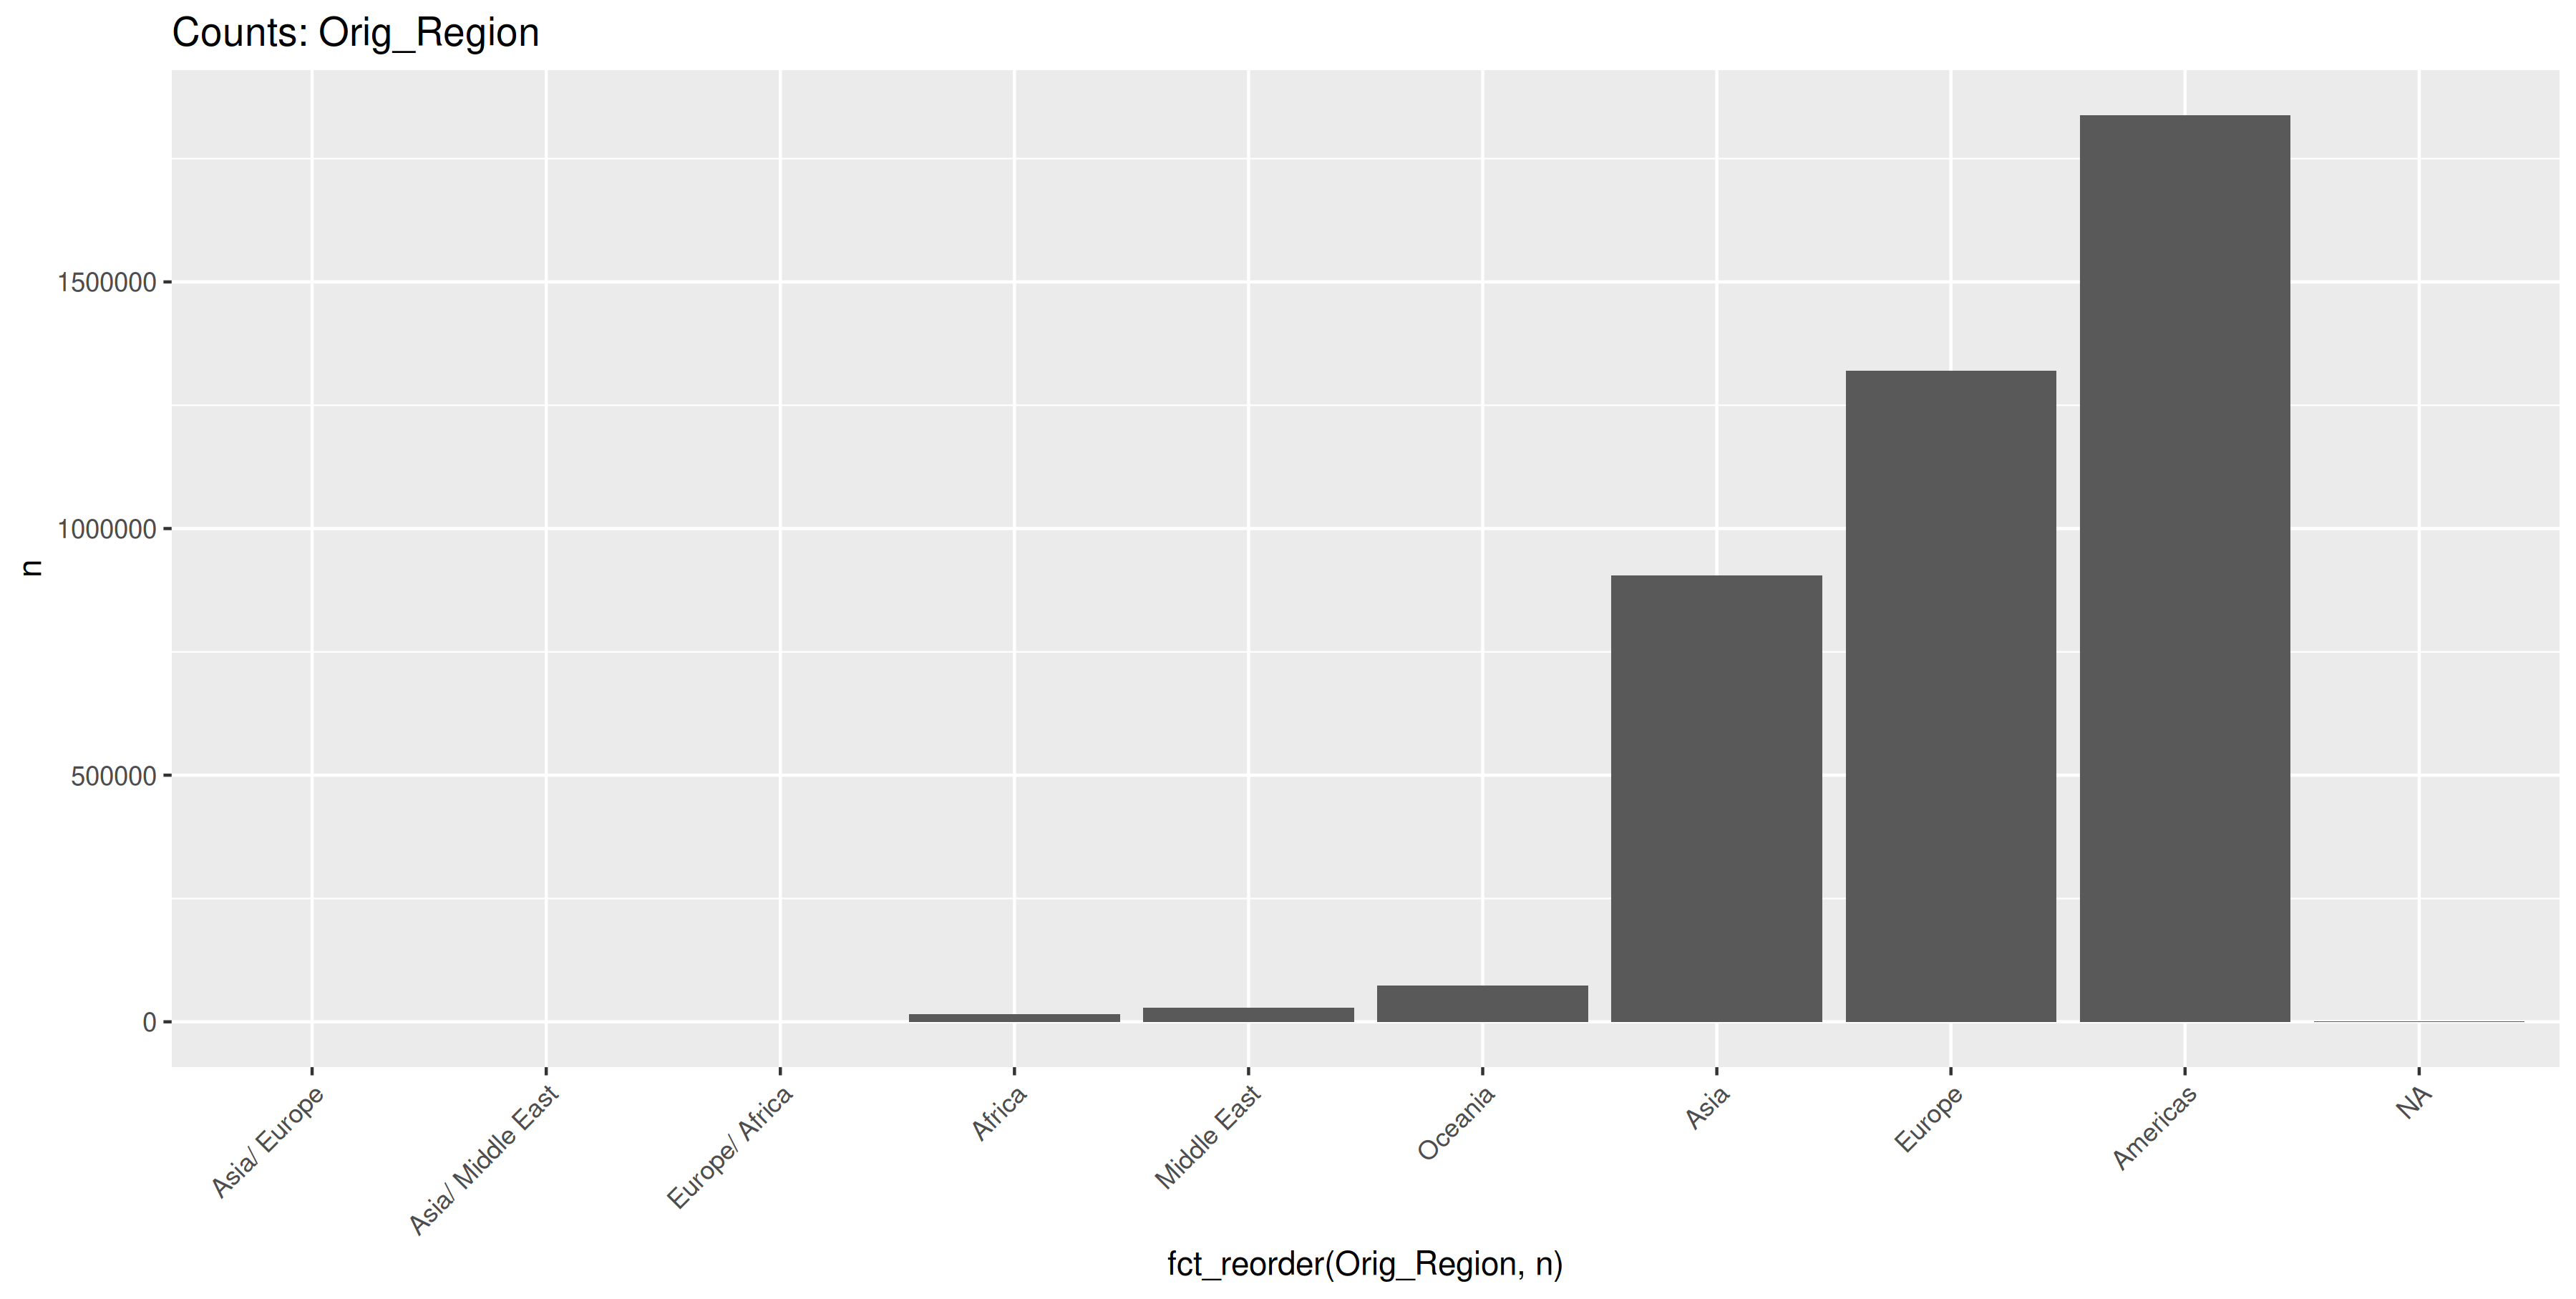 Counts: Orig_Region
n
1500000
1000000
500000
0
Asia/ Europe
Asia/ Middle East
Europe/ Africa
Africa
Middle East
Oceania
Asia
Europe
Americas
NA
fct_reorder(Orig_Region, n)